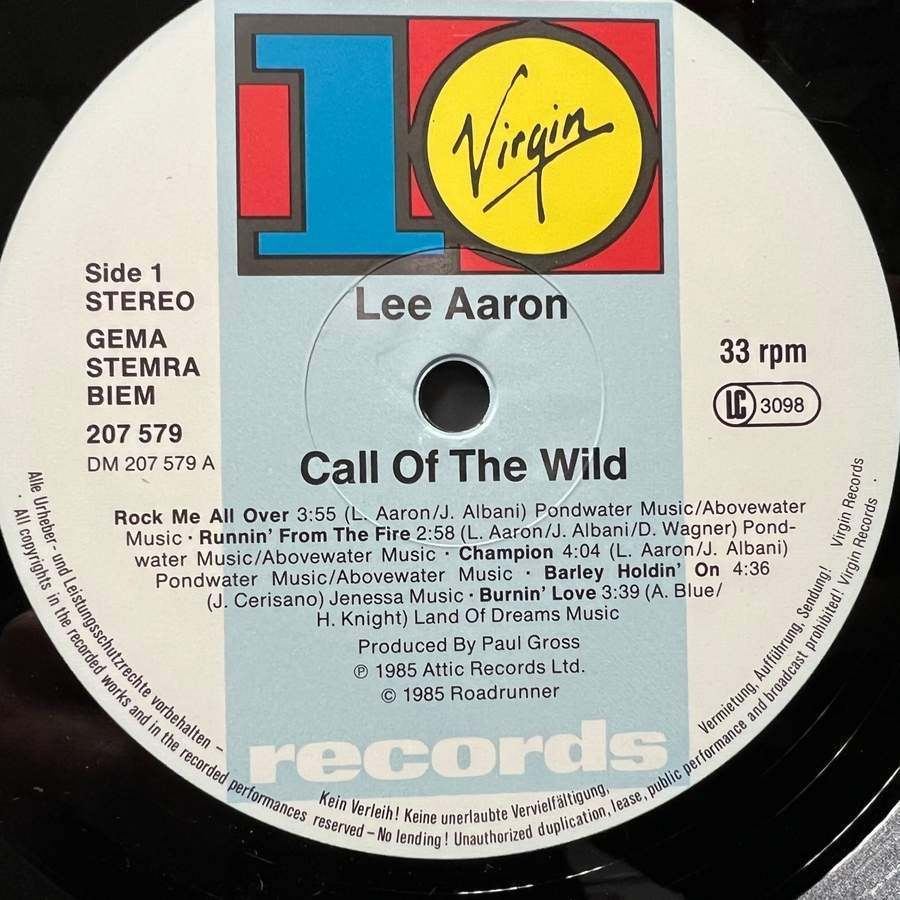 10
Virgin
Side 1
STEREO
GEMA
STEMRA
BIEM
207 579
DM 207 579 A
Lee Aaron
33 rpm
LC 3098
Call Of The Wild
Rock Me All Over 3:55 (L. Aaron/J. Albani) Pondwater Music/Abovewater
Music · Runnin' From The Fire 2:58 (L. Aaron/J. Albani/D. Wagner) Pond-
water Music/Abovewater Music · Champion 4:04 (L. Aaron/J. Albani)
Pondwater Music/Abovewater Music · Barley Holdin' On 4:36
(J. Cerisano) Jenessa Music · Burnin' Love 3:39 (A. Blue/
H. Knight) Land Of Dreams Music
Produced By Paul Gross
℗ 1985 Attic Records Ltd.
© 1985 Roadrunner
records
Alle Urheber- und Leistungsschutzrechte vorbehalten – Kein Verleih! Keine unerlaubte Vervielfältigung, Vermietung, Aufführung, Sendung! Virgin Records
· All copyrights in the recorded works and in the recorded performances reserved – No lending! Unauthorized duplication, lease, public performance and broadcast prohibited! Virgin Records ·